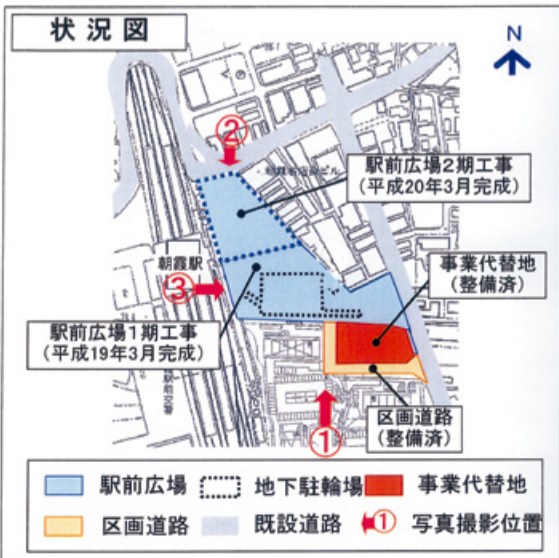 状況図
N
②
駅前広場2期工事
(平成20年3月完成)
朝霞駅
③
事業代替地
(整備済)
駅前広場1期工事
(平成19年3月完成)
①
区画道路
(整備済)
駅前広場
地下駐輪場
事業代替地
区画道路
既設道路
①
写真撮影位置